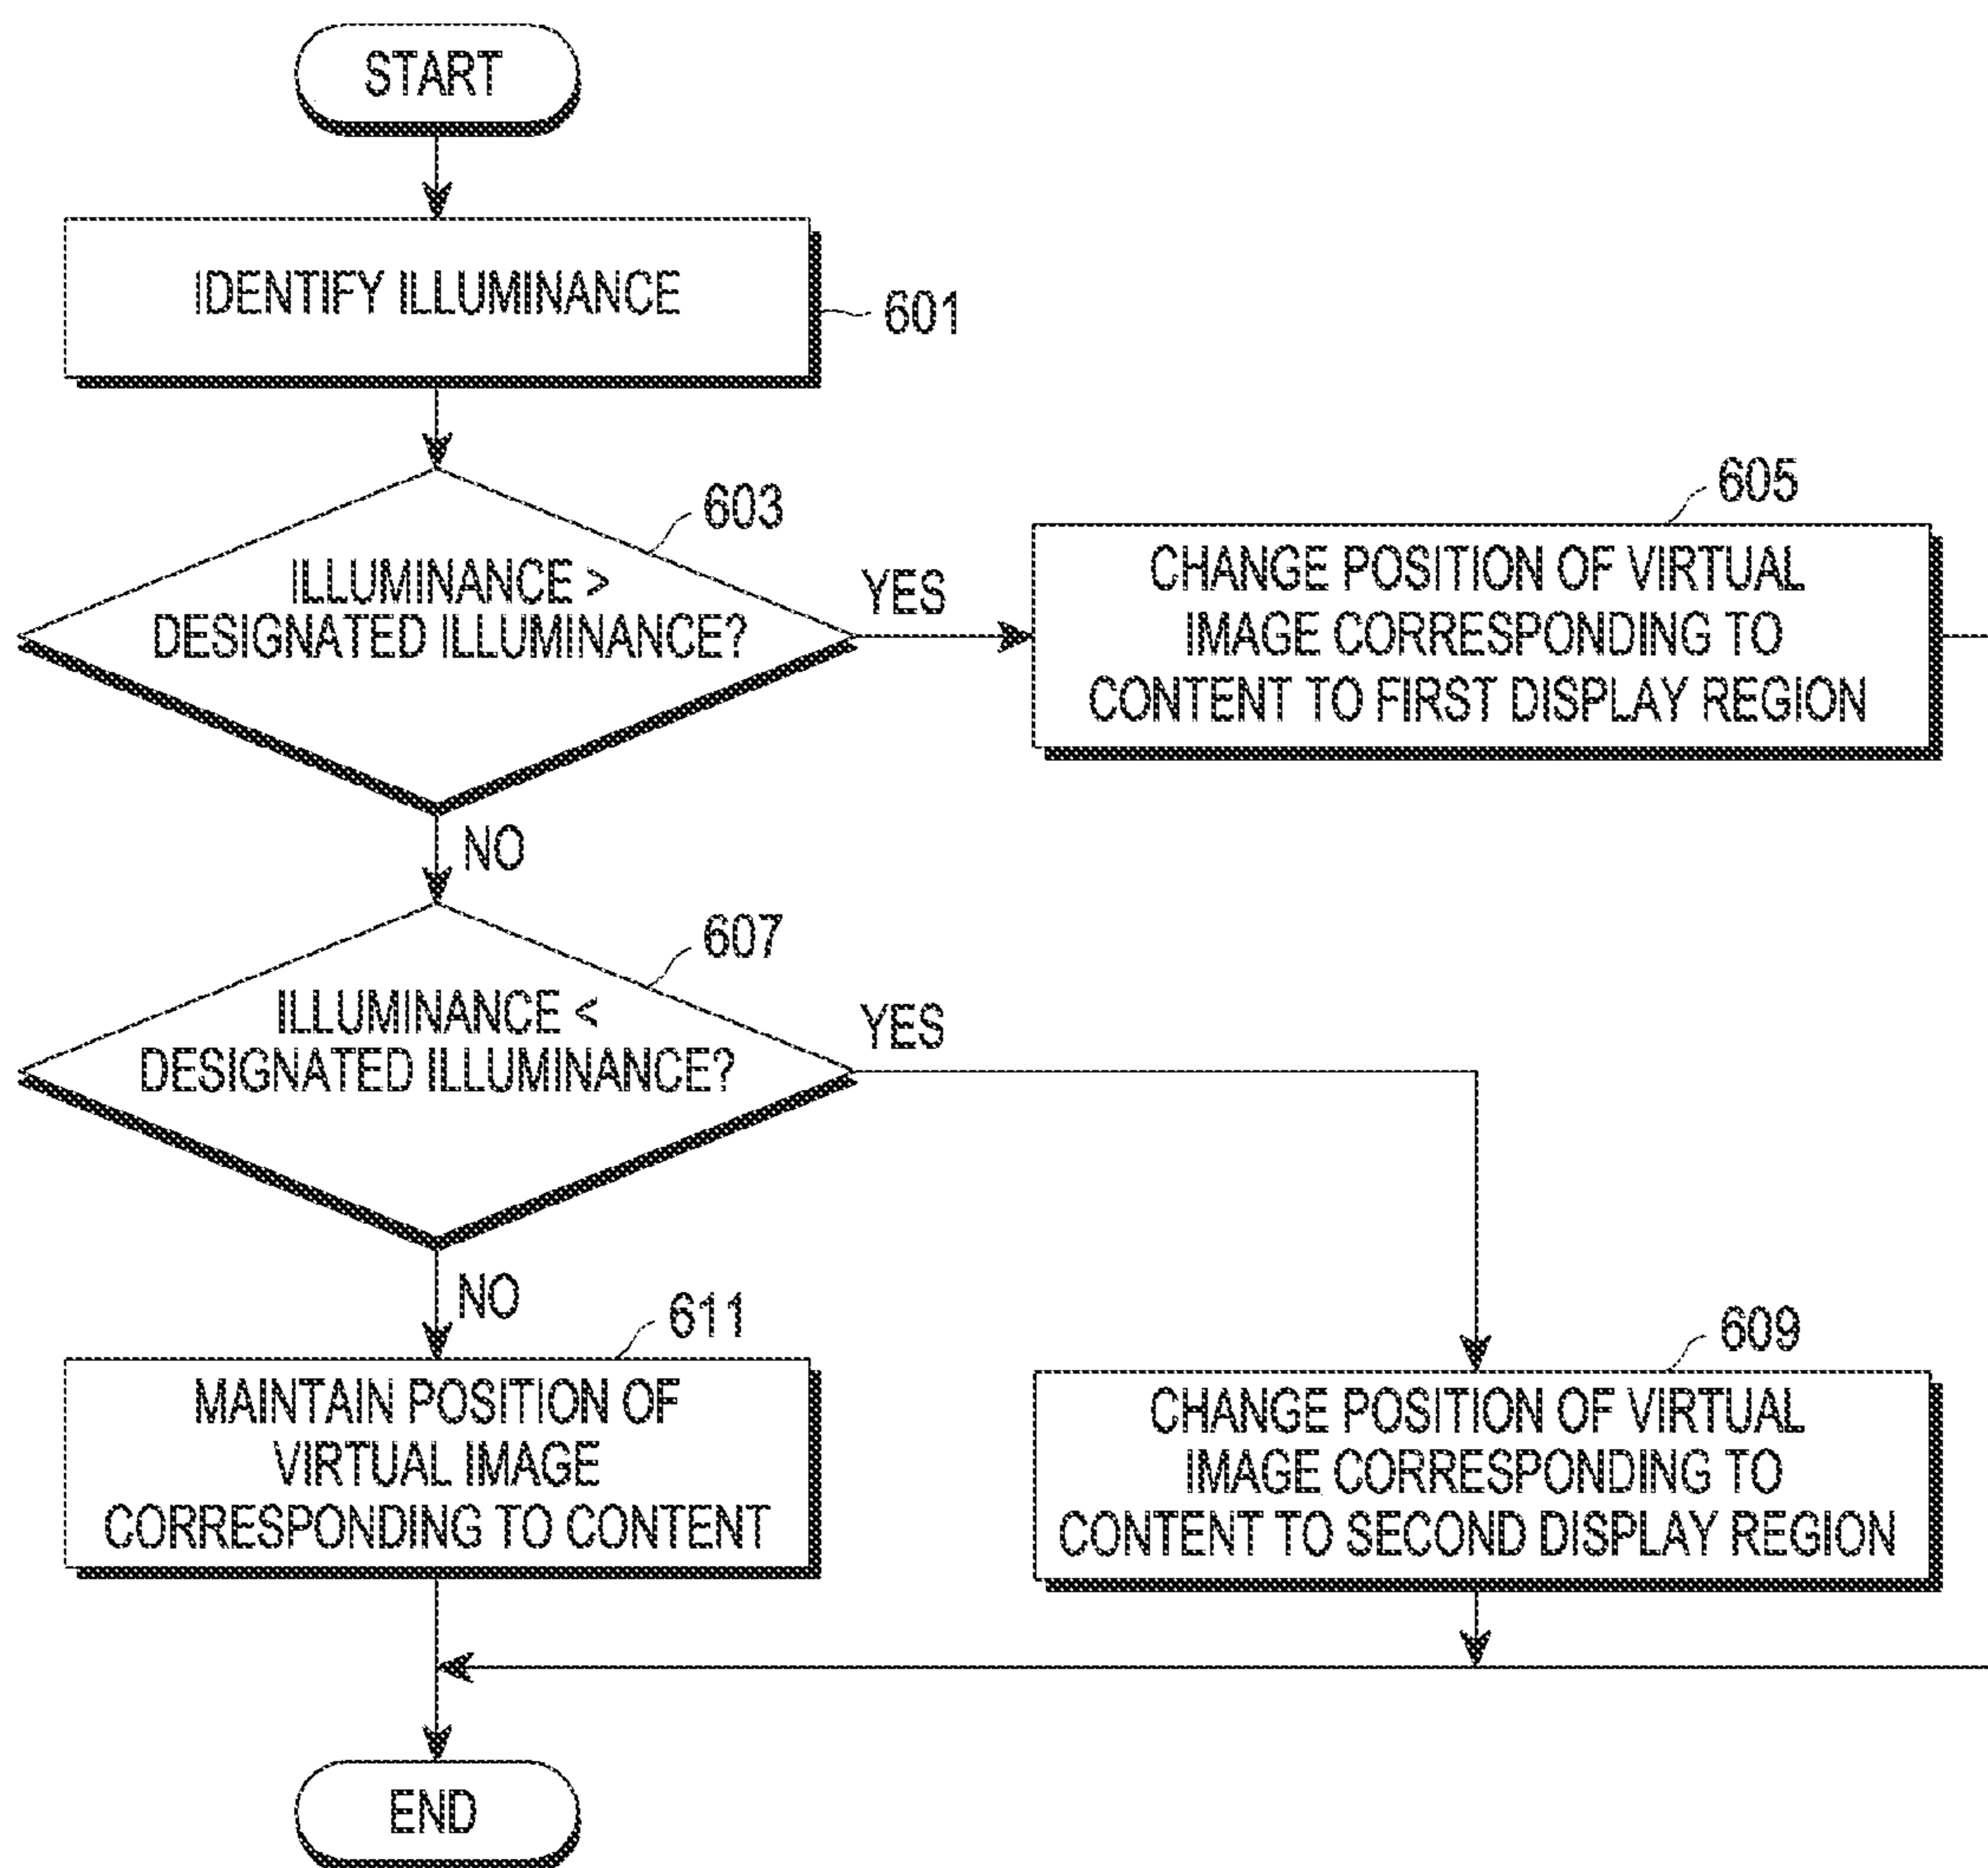 START
IDENTIFY ILLUMINANCE
601
603
ILLUMINANCE >
DESIGNATED ILLUMINANCE?
YES
605
CHANGE POSITION OF VIRTUAL
IMAGE CORRESPONDING TO
CONTENT TO FIRST DISPLAY REGION
NO
607
ILLUMINANCE <
DESIGNATED ILLUMINANCE?
YES
NO
611
MAINTAIN POSITION OF
VIRTUAL IMAGE
CORRESPONDING TO CONTENT
609
CHANGE POSITION OF VIRTUAL
IMAGE CORRESPONDING TO
CONTENT TO SECOND DISPLAY REGION
END